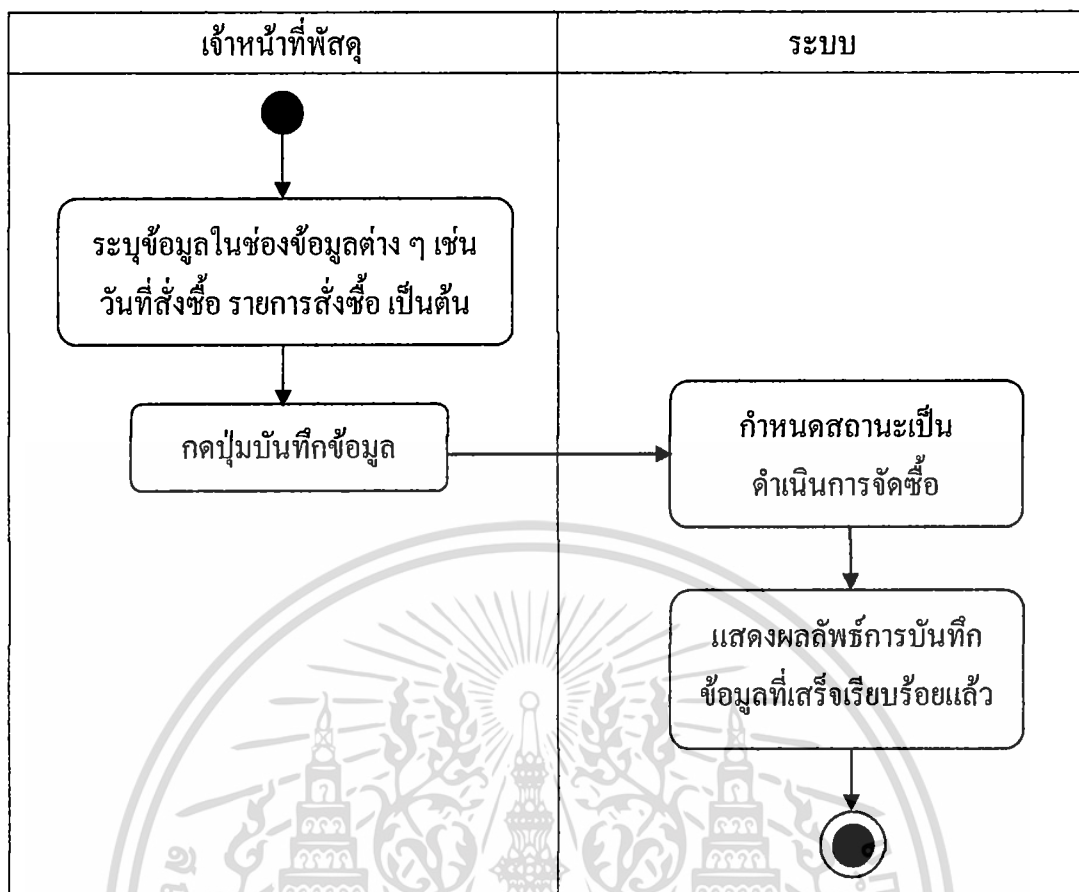 เจ้าหน้าที่พัสดุ
ระบบ
ระบุข้อมูลในช่องข้อมูลต่าง ๆ เช่น
วันที่สั่งซื้อ รายการสั่งซื้อ เป็นต้น
กดปุ่มบันทึกข้อมูล
กำหนดสถานะเป็น
ดำเนินการจัดซื้อ
แสดงผลลัพธ์การบันทึก
ข้อมูลที่เสร็จเรียบร้อยแล้ว